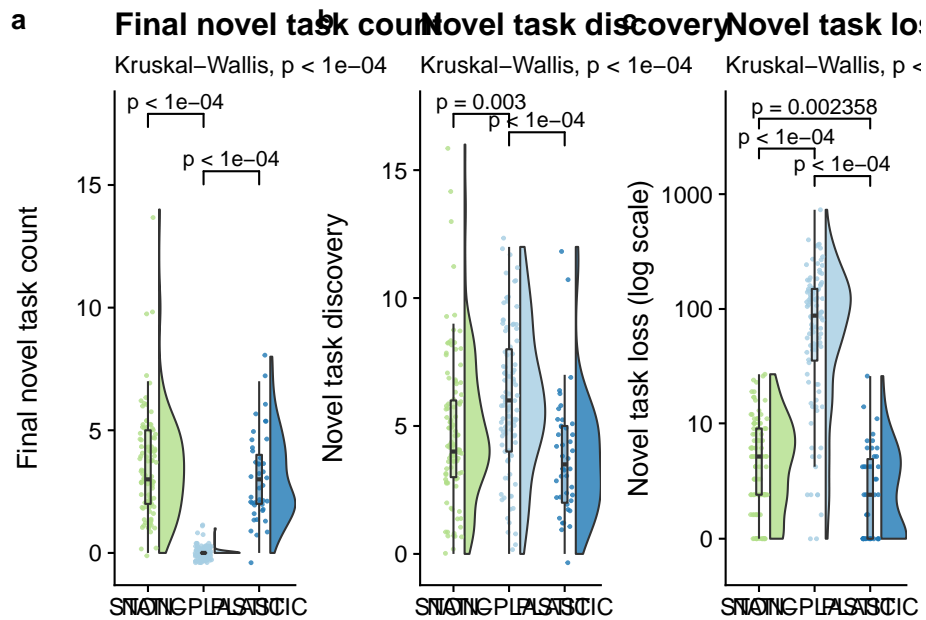 a
Final novel task count
b
Novel task discovery
c
Novel task los
Kruskal–Wallis, p < 1e−04
Kruskal–Wallis, p < 1e−04
Kruskal–Wallis, p <
Final novel task count
15
10
5
0
p < 1e−04
p < 1e−04
Novel task discovery
15
10
5
0
p = 0.003
p < 1e−04
Novel task loss (log scale)
1000
100
10
0
p = 0.002358
p < 1e−04
p < 1e−04